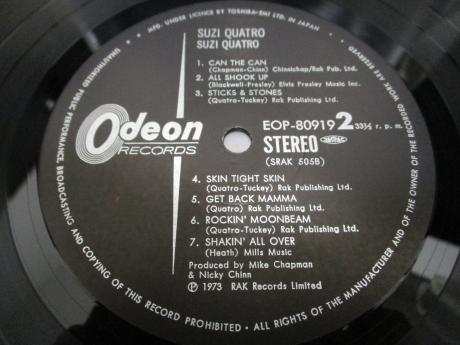 MFD. UNDER LICENCE BY TOSHIBA-EMI LTD. IN JAPAN
SUZI QUATRO
SUZI QUATRO
1. CAN THE CAN
(Chapman-Chinn) Chinnichap/Rak Pub. Ltd.
2. ALL SHOOK UP
(Blackwell-Presley) Elvis Presley Music Inc.
3. STICKS & STONES
(Quatro-Tuckey) Rak Publishing Ltd.
Odeon
RECORDS
EOP-80919 2 33⅓ r. p. m.
STEREO
(SRAK 505B)
4. SKIN TIGHT SKIN
(Quatro-Tuckey) Rak Publishing Ltd.
5. GET BACK MAMMA
(Quatro) Rak Publishing Ltd.
6. ROCKIN' MOONBEAM
(Quatro-Tuckey) Rak Publishing Ltd.
7. SHAKIN' ALL OVER
(Heath) Mills Music
Produced by Mike Chapman
& Nicky Chinn
Ⓟ 1973 RAK Records Limited
UNAUTHORIZED PUBLIC PERFORMANCE, BROADCASTING AND COPYING OF THIS RECORD PROHIBITED • ALL RIGHTS OF THE MANUFACTURER AND OF THE OWNER OF THE RECORDED WORK ARE RESERVED